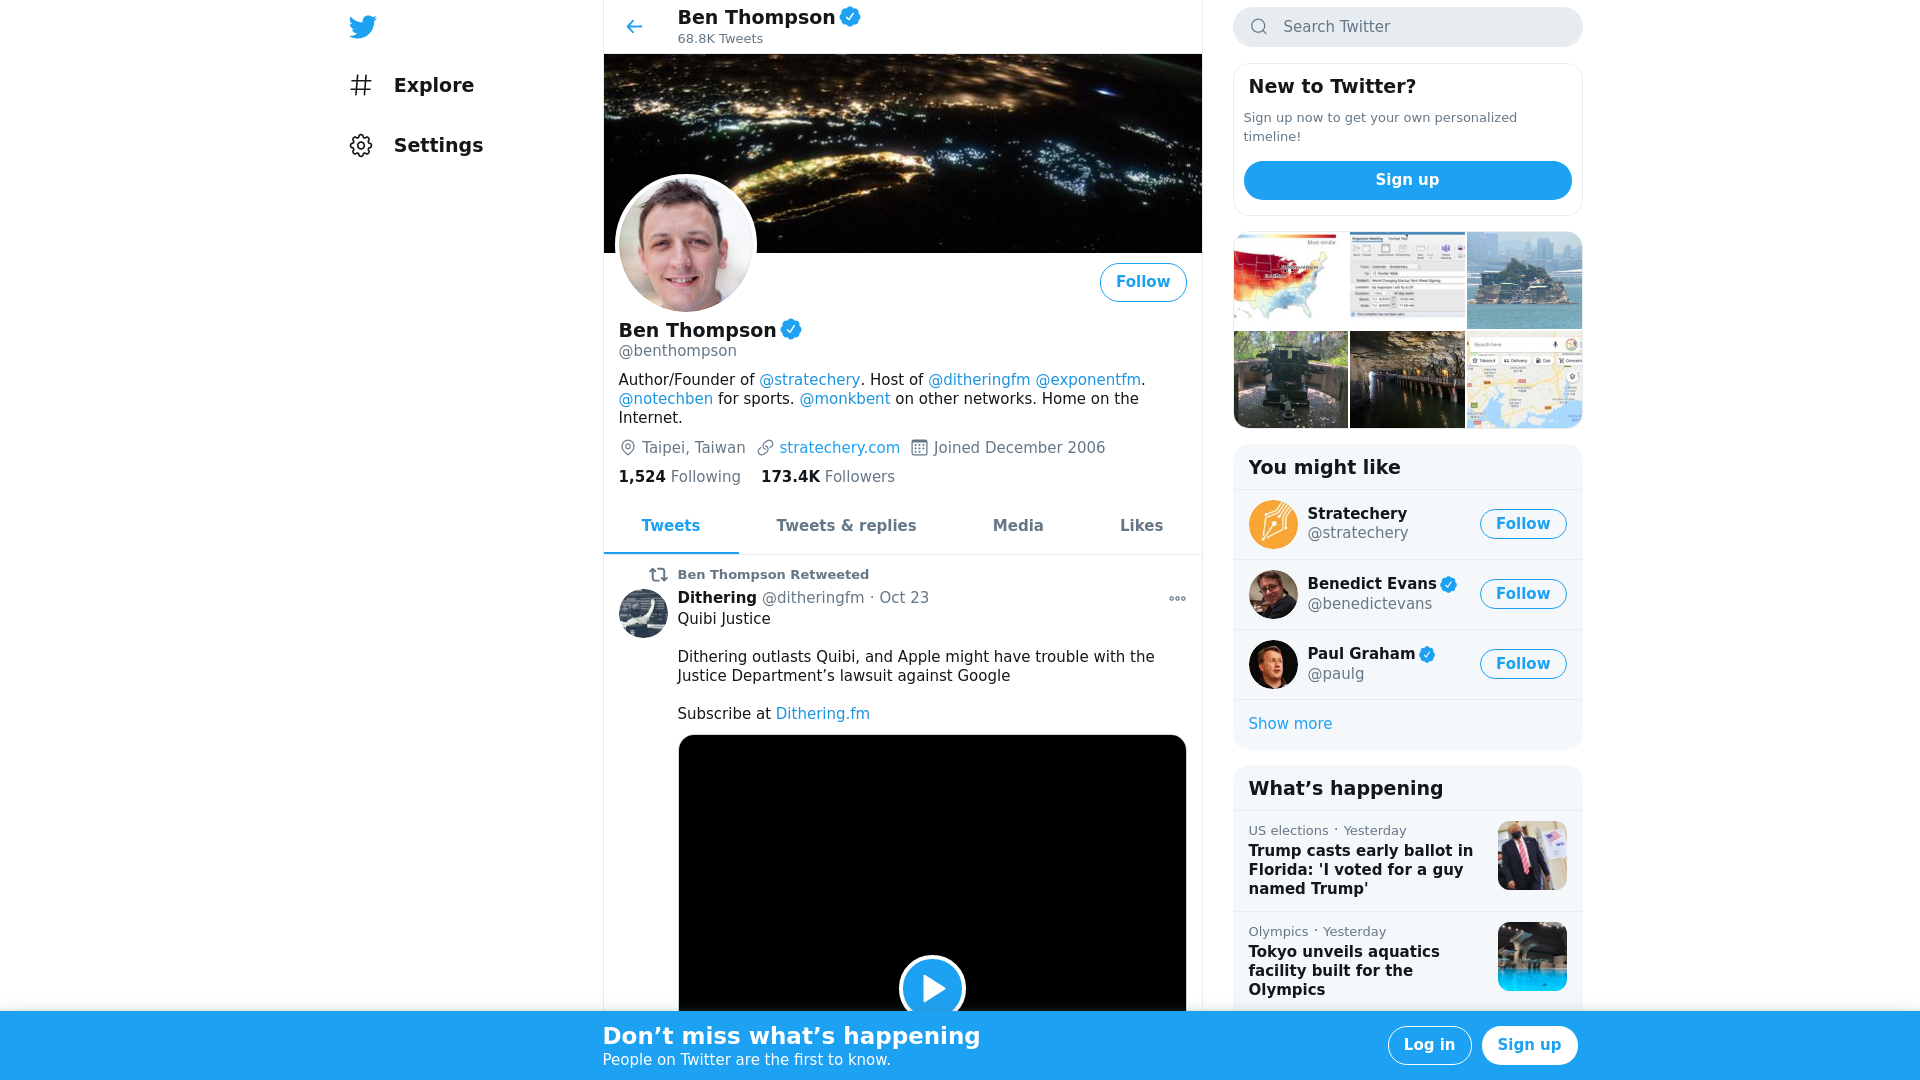 Explore
Settings
Ben Thompson
68.8K Tweets
Follow
Ben Thompson
@benthompson
Author/Founder of @stratechery. Host of @ditheringfm @exponentfm.
@notechben for sports. @monkbent on other networks. Home on the
Internet.
Taipei, Taiwan stratechery.com Joined December 2006
1,524 Following 173.4K Followers
Tweets Tweets & replies Media Likes
Ben Thompson Retweeted
Dithering @ditheringfm · Oct 23
Quibi Justice
Dithering outlasts Quibi, and Apple might have trouble with the
Justice Department’s lawsuit against Google
Subscribe at Dithering.fm
Search Twitter
New to Twitter?
Sign up now to get your own personalized
timeline!
Sign up
Most similar
Search here
Takeout Delivery Gas
You might like
Stratechery
@stratechery
Follow
Benedict Evans
@benedictevans
Follow
Paul Graham
@paulg
Follow
Show more
What’s happening
US elections · Yesterday
Trump casts early ballot in
Florida: 'I voted for a guy
named Trump'
Olympics · Yesterday
Tokyo unveils aquatics
facility built for the
Olympics
Don’t miss what’s happening
People on Twitter are the first to know.
Log in
Sign up